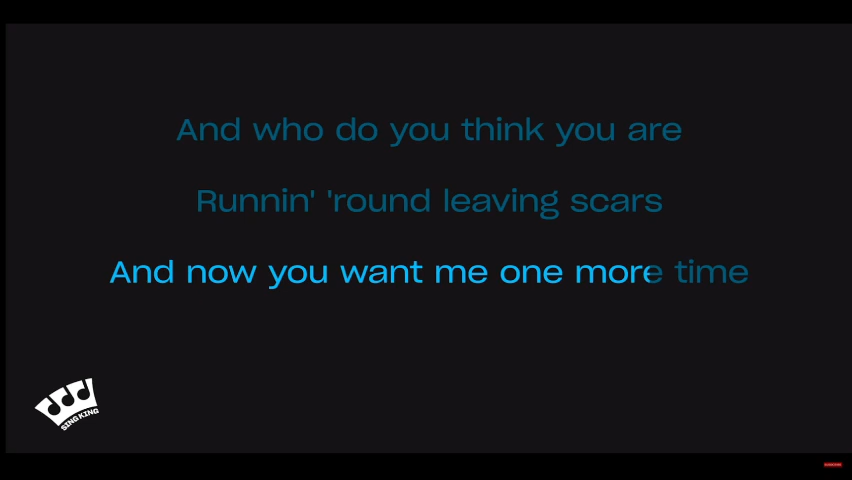 And who do you think you are
Runnin' 'round leaving scars
And now you want me one more time
SING KING